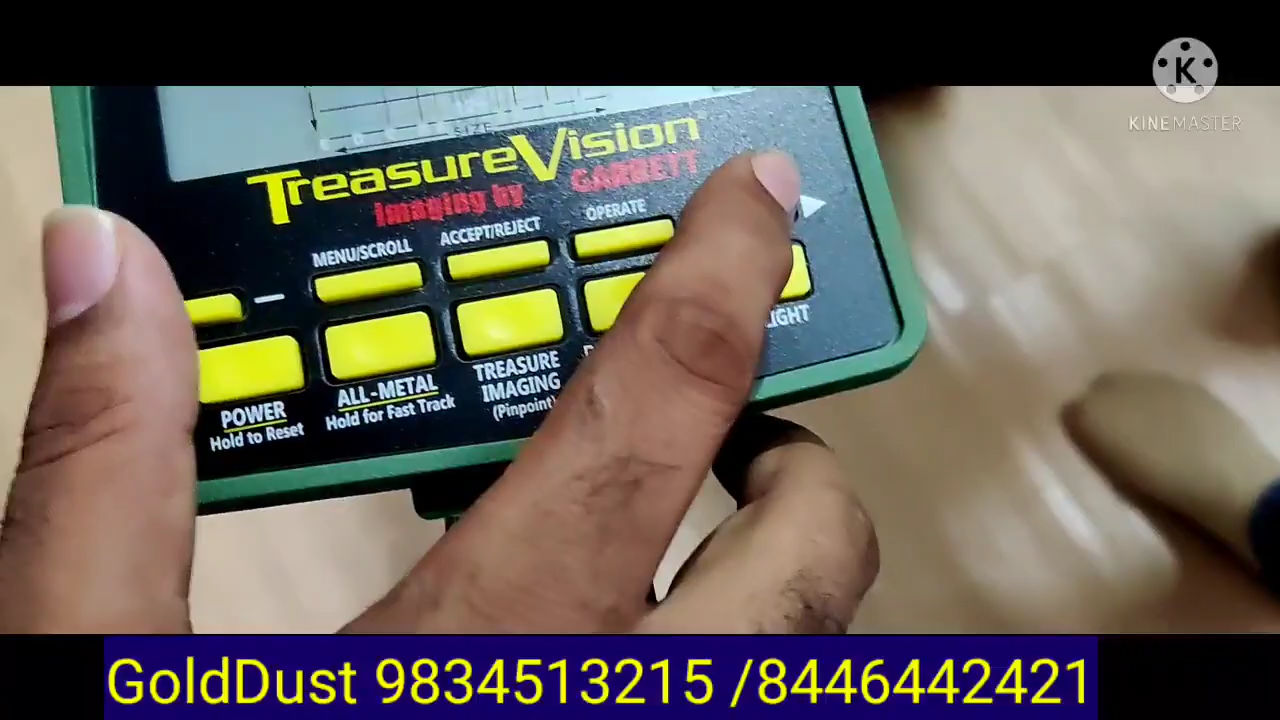 K
KINEMASTER
SIZE
TreasureVision
Imaging by GARRETT
MENU/SCROLL
ACCEPT/REJECT
OPERATE
POWER
Hold to Reset
ALL-METAL
Hold for Fast Track
TREASURE
IMAGING
(Pinpoint)
GoldDust 9834513215 /8446442421